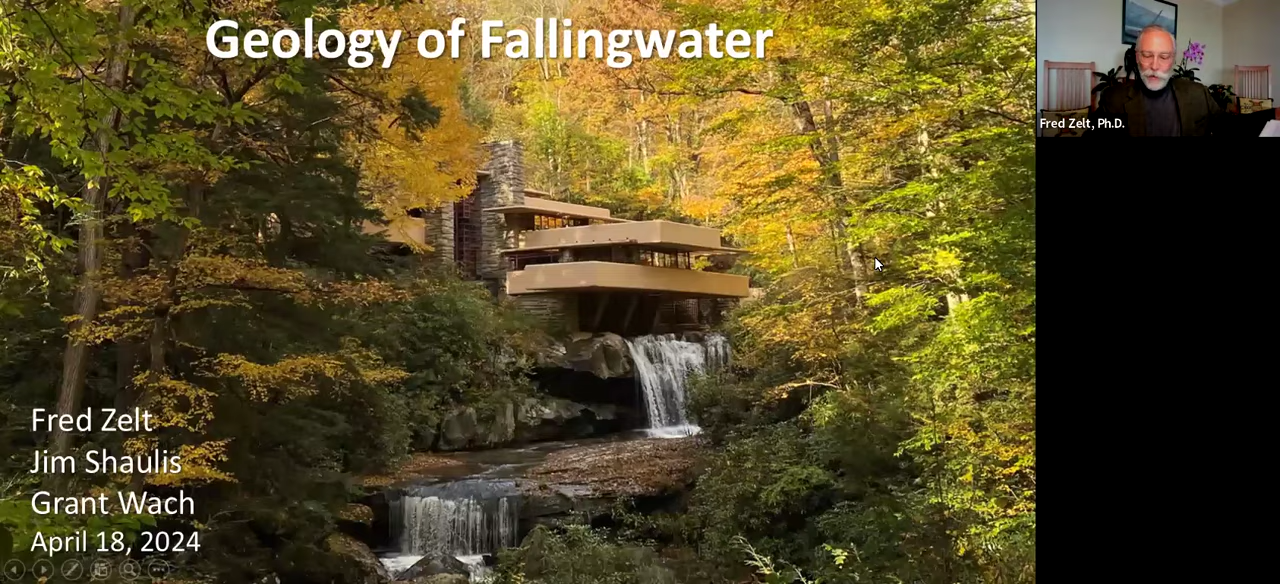 Geology of Fallingwater
Fred Zelt, Ph.D.
Fred Zelt
Jim Shaulis
Grant Wach
April 18, 2024